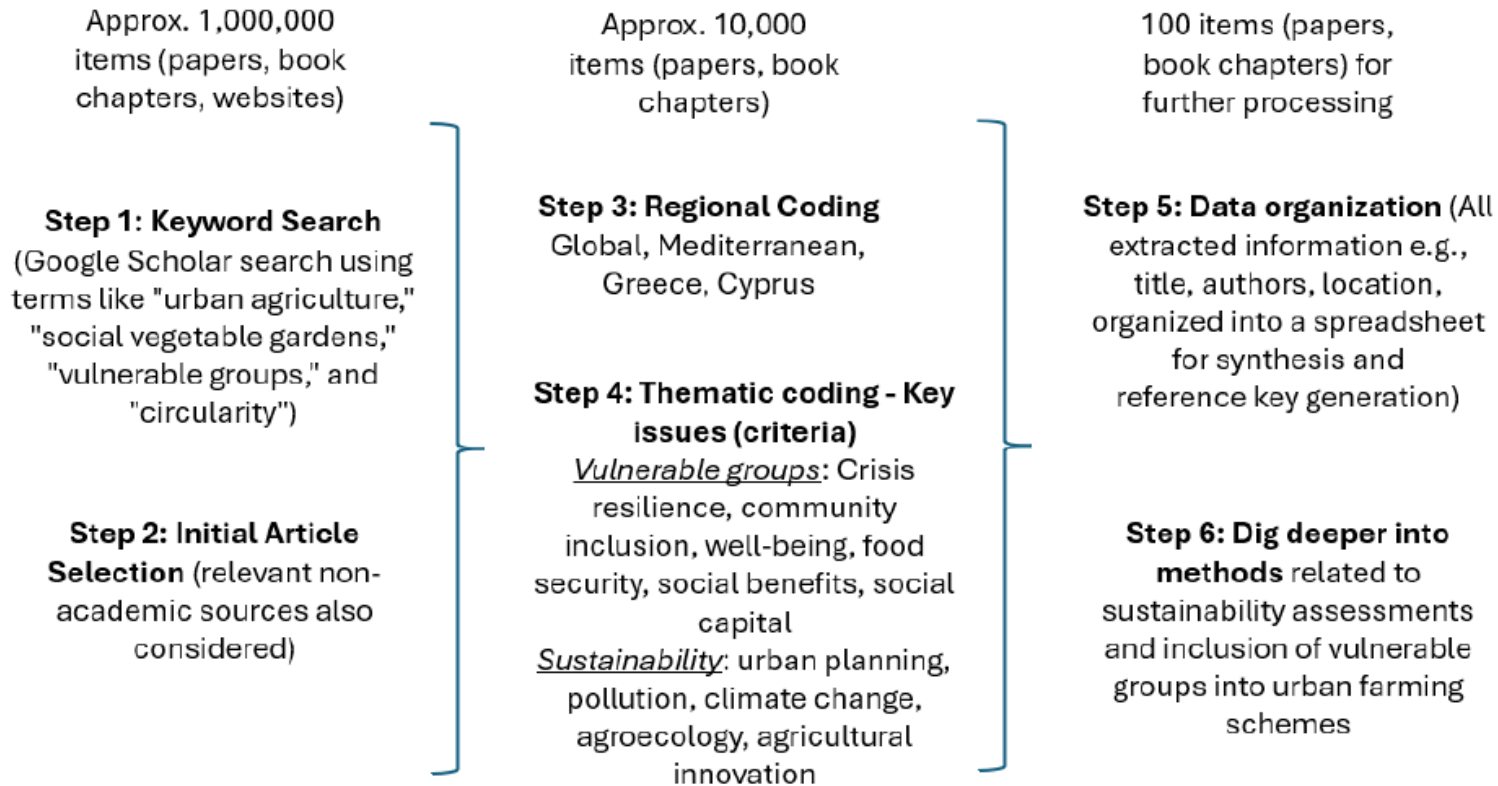 Approx. 1,000,000
items (papers, book
chapters, websites)
Step 1: Keyword Search
(Google Scholar search using
terms like "urban agriculture,"
"social vegetable gardens,"
"vulnerable groups," and
"circularity")
Step 2: Initial Article
Selection (relevant non-
academic sources also
considered)
Approx. 10,000
items (papers, book
chapters)
Step 3: Regional Coding
Global, Mediterranean,
Greece, Cyprus
Step 4: Thematic coding - Key
issues (criteria)
Vulnerable groups: Crisis
resilience, community
inclusion, well-being, food
security, social benefits, social
capital
Sustainability: urban planning,
pollution, climate change,
agroecology, agricultural
innovation
100 items (papers,
book chapters) for
further processing
Step 5: Data organization (All
extracted information e.g.,
title, authors, location,
organized into a spreadsheet
for synthesis and
reference key generation)
Step 6: Dig deeper into
methods related to
sustainability assessments
and inclusion of vulnerable
groups into urban farming
schemes